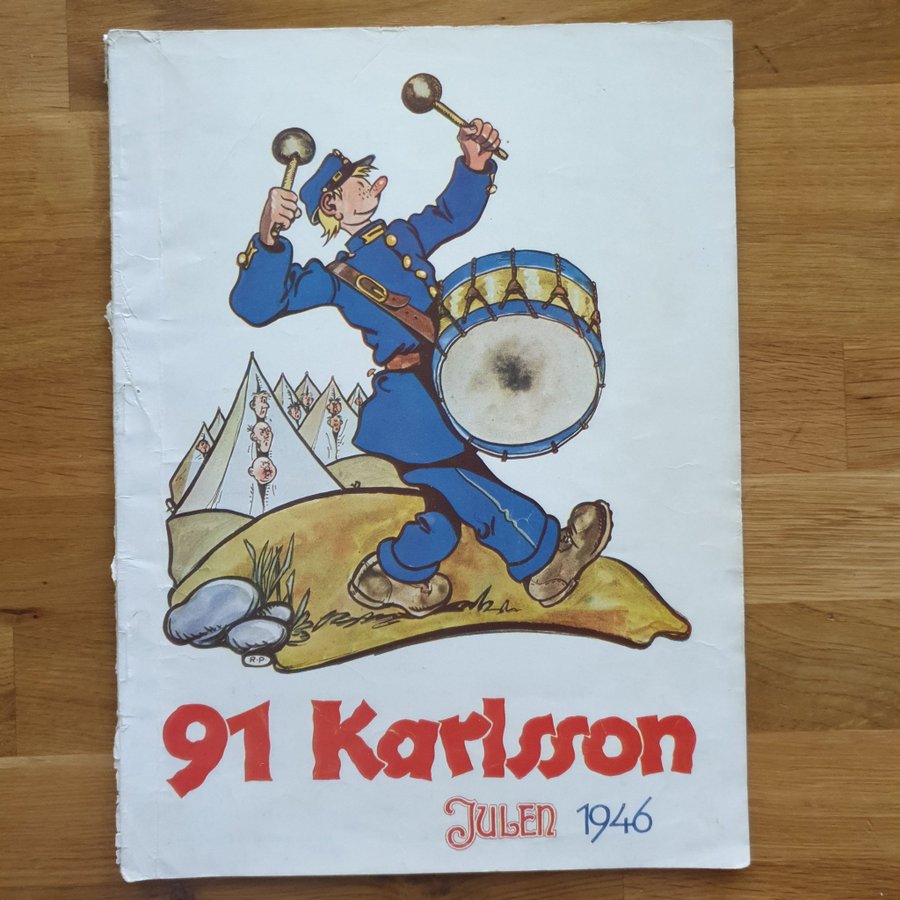 R.P
91 Karlsson
JULEN 1946